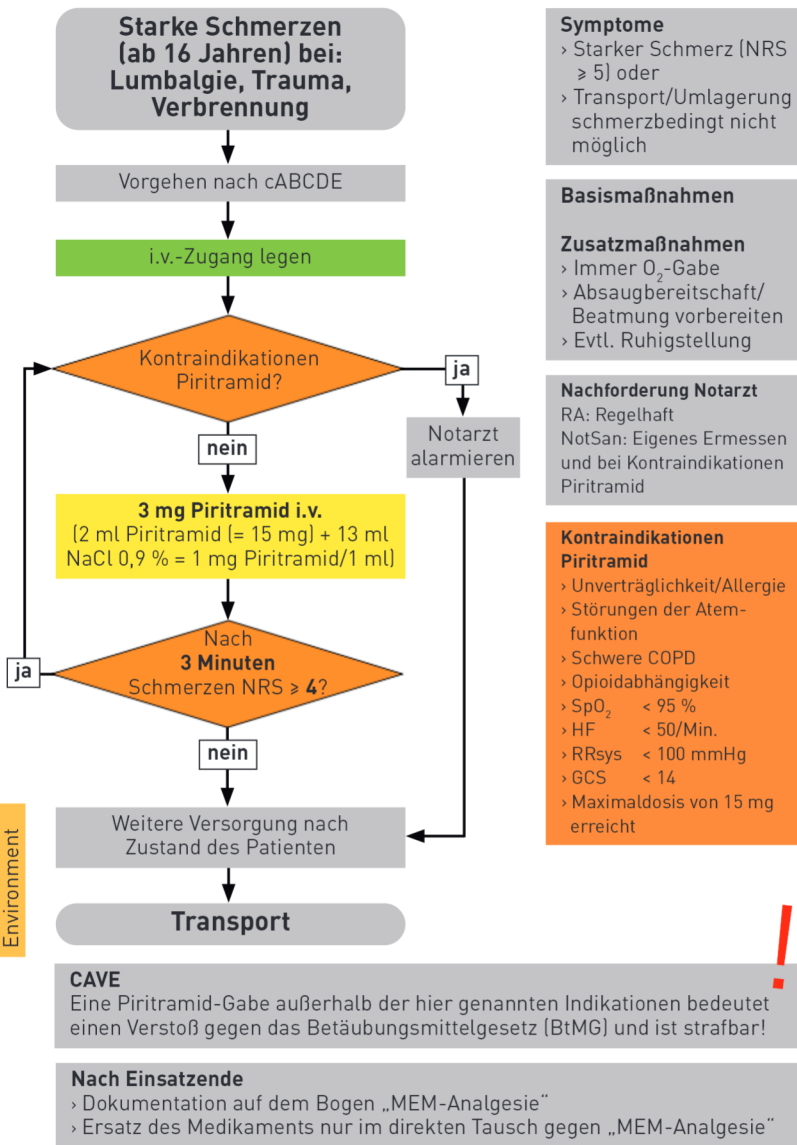 Starke Schmerzen
(ab 16 Jahren) bei:
Lumbalgie, Trauma,
Verbrennung
Vorgehen nach cABCDE
i.v.-Zugang legen
Kontraindikationen
Piritramid?
ja
nein
Notarzt
alarmieren
3 mg Piritramid i.v.
(2 ml Piritramid (= 15 mg) + 13 ml
NaCl 0,9 % = 1 mg Piritramid/1 ml)
Nach
3 Minuten
Schmerzen NRS ≥ 4?
ja
nein
Weitere Versorgung nach
Zustand des Patienten
Transport
Environment
Symptome
› Starker Schmerz (NRS
≥ 5) oder
› Transport/Umlagerung
schmerzbedingt nicht
möglich
Basismaßnahmen
Zusatzmaßnahmen
› Immer O₂-Gabe
› Absaugbereitschaft/
Beatmung vorbereiten
› Evtl. Ruhigstellung
Nachforderung Notarzt
RA: Regelhaft
NotSan: Eigenes Ermessen
und bei Kontraindikationen
Piritramid
Kontraindikationen
Piritramid
› Unverträglichkeit/Allergie
› Störungen der Atem-
funktion
› Schwere COPD
› Opioidabhängigkeit
› SpO₂ < 95 %
› HF < 50/Min.
› RRsys < 100 mmHg
› GCS < 14
› Maximaldosis von 15 mg
erreicht
!
CAVE
Eine Piritramid-Gabe außerhalb der hier genannten Indikationen bedeutet
einen Verstoß gegen das Betäubungsmittelgesetz (BtMG) und ist strafbar!
Nach Einsatzende
› Dokumentation auf dem Bogen „MEM-Analgesie“
› Ersatz des Medikaments nur im direkten Tausch gegen „MEM-Analgesie“